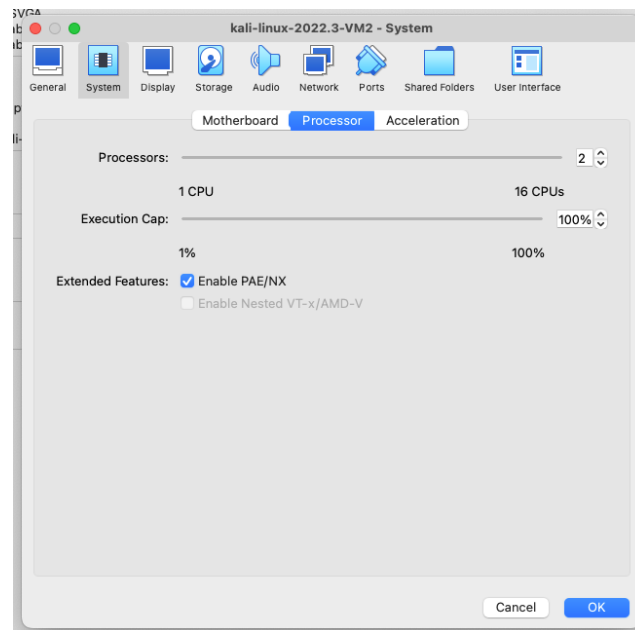 SVGA
kali-linux-2022.3-VM2 - System
General System Display Storage Audio Network Ports Shared Folders User Interface
Motherboard Processor Acceleration
Processors: 2
1 CPU 16 CPUs
Execution Cap: 100%
1% 100%
Extended Features: Enable PAE/NX
Enable Nested VT-x/AMD-V
Cancel OK